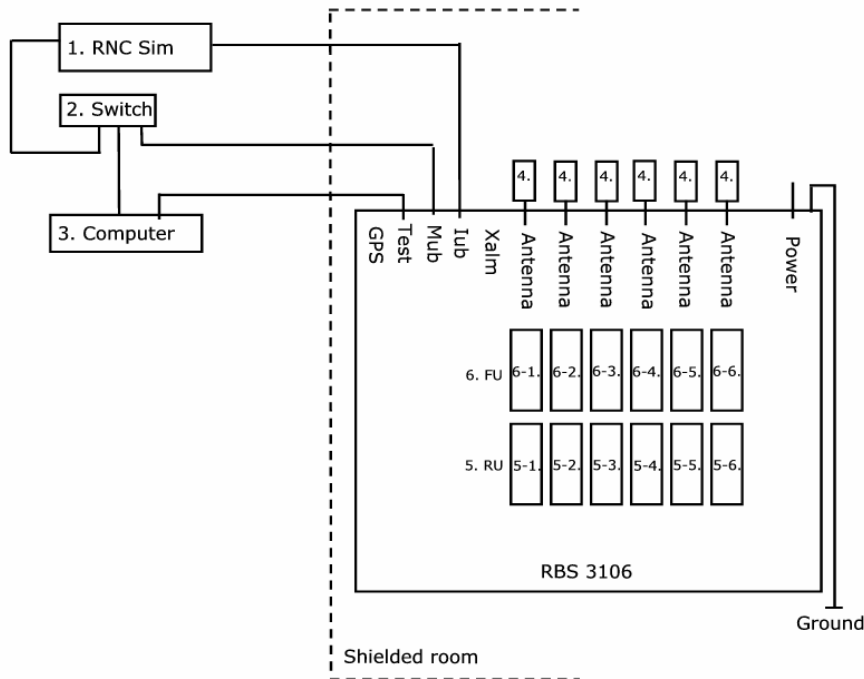 1. RNC Sim
2. Switch
3. Computer
4.
4.
4.
4.
4.
4.
GPS
Test
Mub
Iub
Xalm
Antenna
Antenna
Antenna
Antenna
Antenna
Antenna
Power
6. FU
6-1.
6-2.
6-3.
6-4.
6-5.
6-6.
5. RU
5-1.
5-2.
5-3.
5-4.
5-5.
5-6.
RBS 3106
Ground
Shielded room